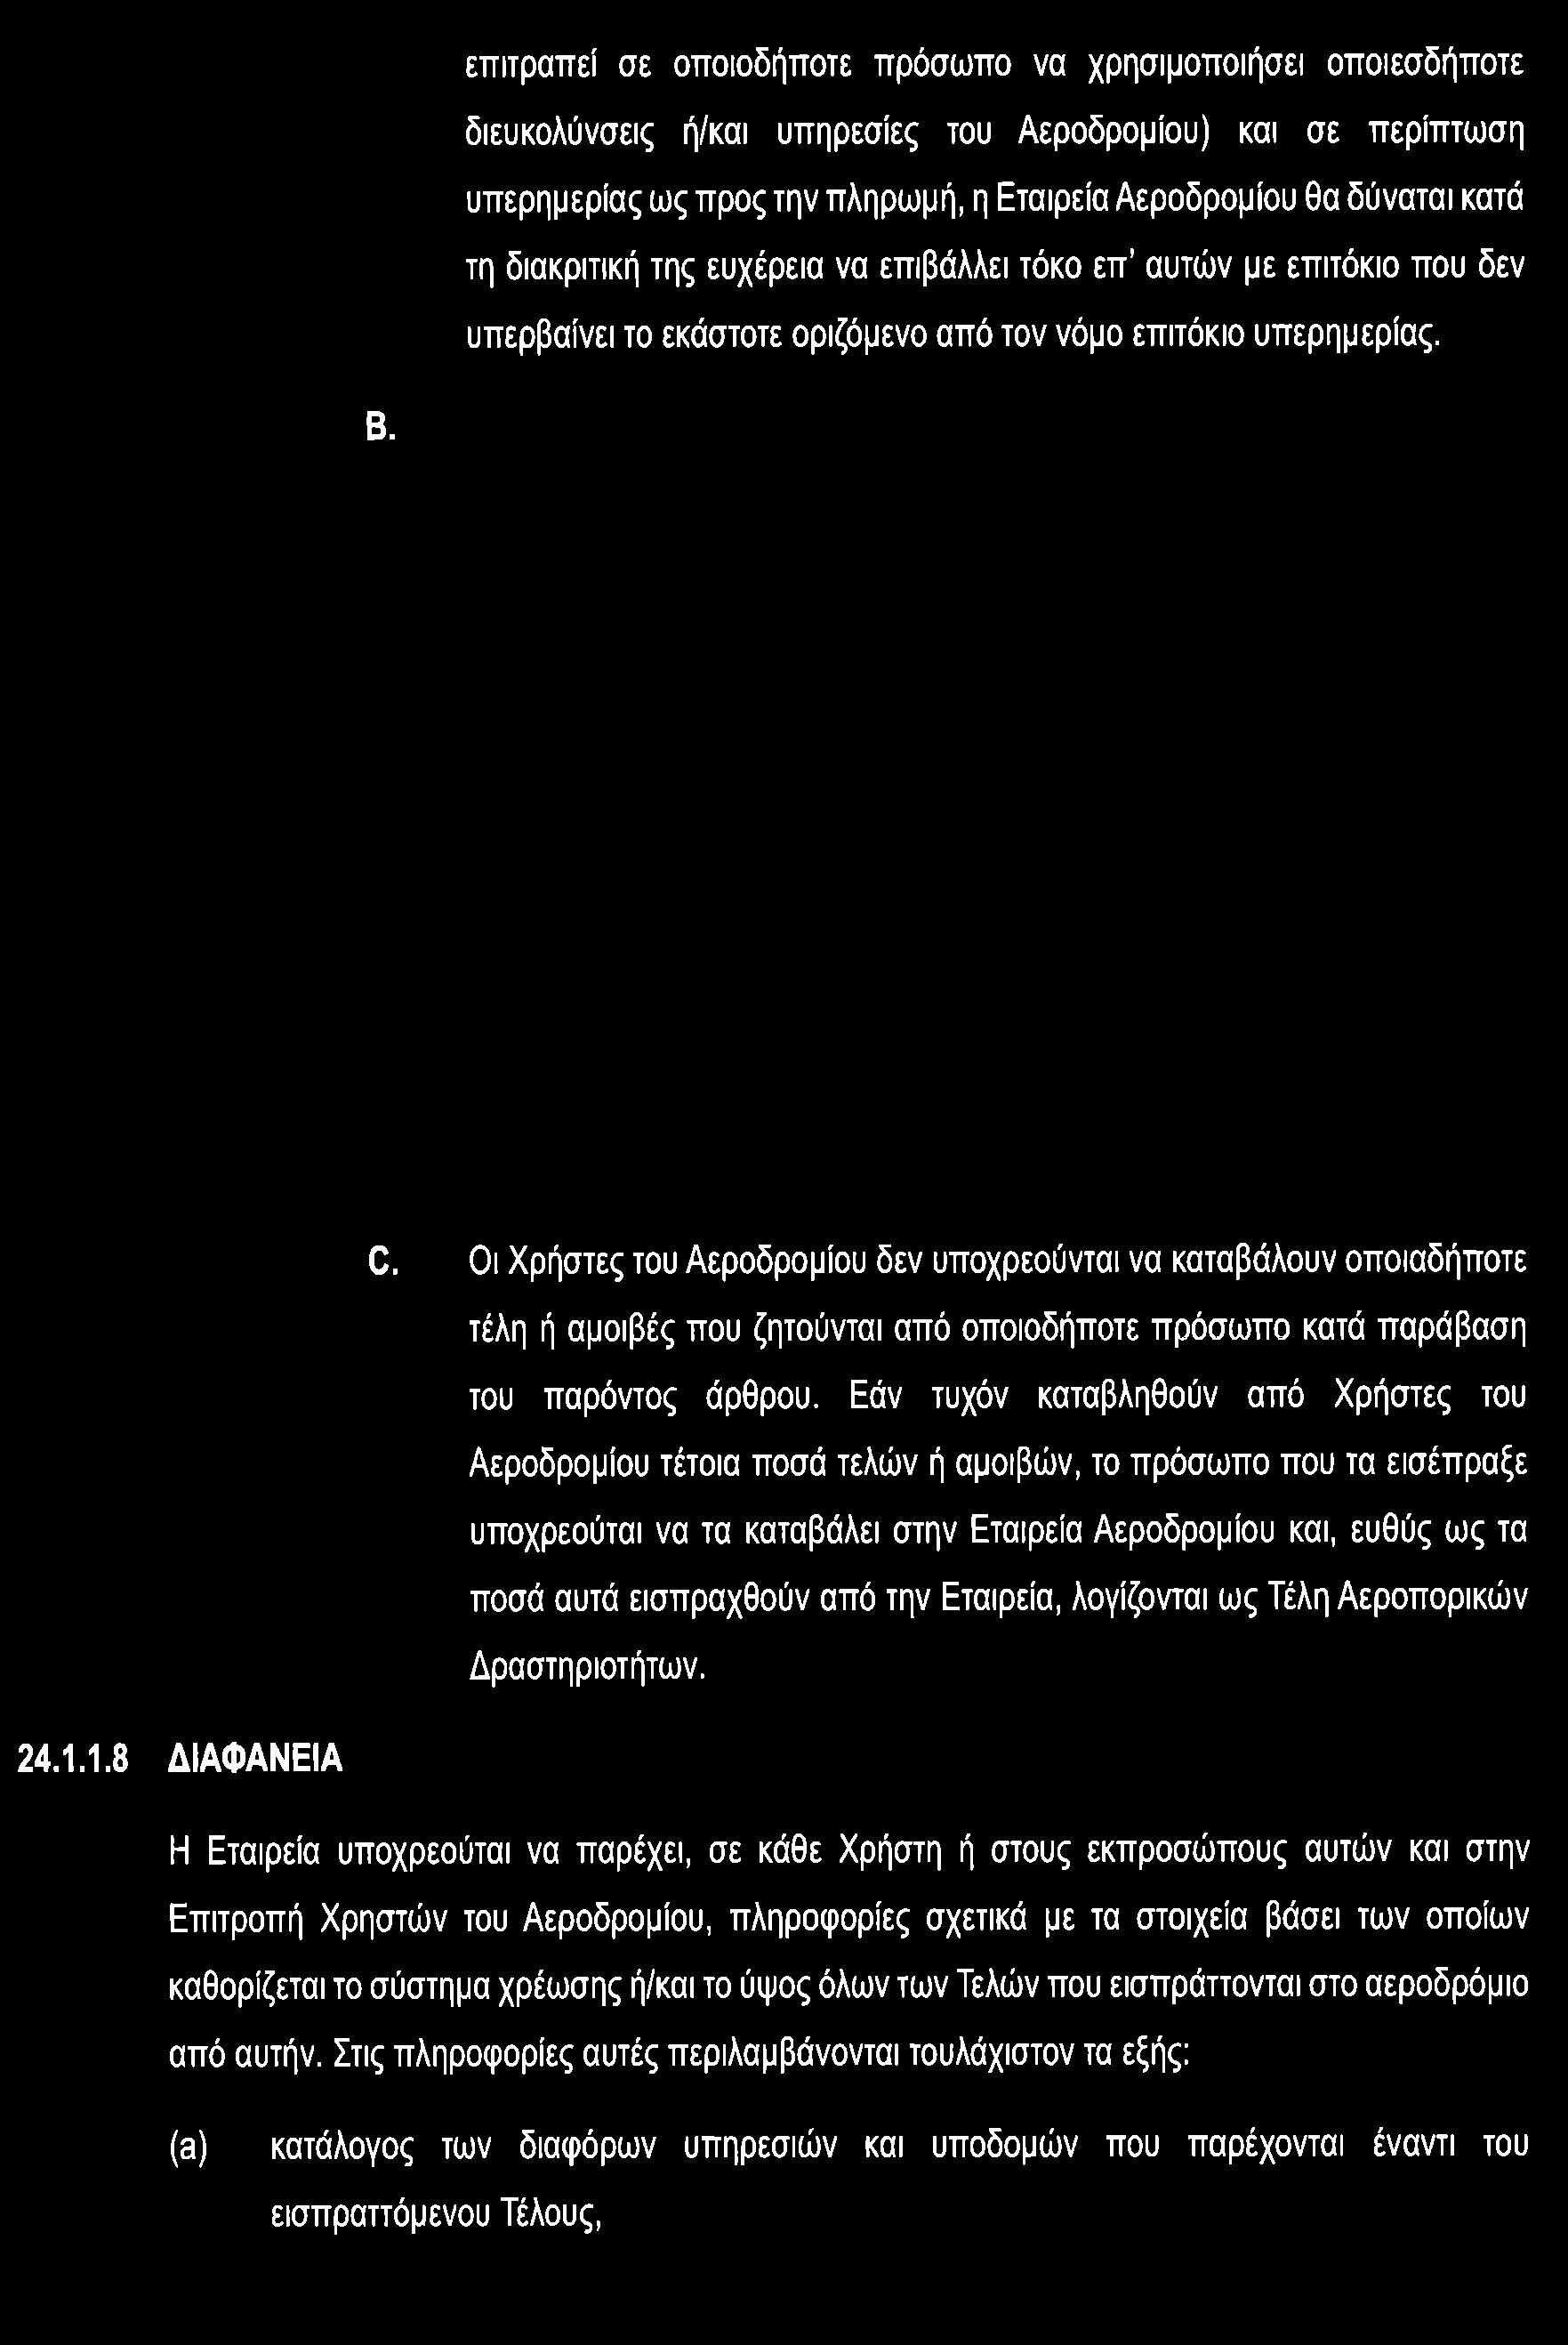 επιτραπεί σε οποιοδήποτε πρόσωπο να χρησιμοποιήσει οποιεσδήποτε
διευκολύνσεις ή/και υπηρεσίες του Αεροδρομίου) και σε περίπτωση
υπερημερίας ως προς την πληρωμή, η Εταιρεία Αεροδρομίου θα δύναται κατά
τη διακριτική της ευχέρεια να επιβάλλει τόκο επ’ αυτών με επιτόκιο που δεν
υπερβαίνει το εκάστοτε οριζόμενο από τον νόμο επιτόκιο υπερημερίας.
B.
C. Οι Χρήστες του Αεροδρομίου δεν υποχρεούνται να καταβάλουν οποιαδήποτε
τέλη ή αμοιβές που ζητούνται από οποιοδήποτε πρόσωπο κατά παράβαση
του παρόντος άρθρου. Εάν τυχόν καταβληθούν από Χρήστες του
Αεροδρομίου τέτοια ποσά τελών ή αμοιβών, το πρόσωπο που τα εισέπραξε
υποχρεούται να τα καταβάλει στην Εταιρεία Αεροδρομίου και, ευθύς ως τα
ποσά αυτά εισπραχθούν από την Εταιρεία, λογίζονται ως Τέλη Αεροπορικών
Δραστηριοτήτων.
24.1.1.8 ΔΙΑΦΑΝΕΙΑ
Η Εταιρεία υποχρεούται να παρέχει, σε κάθε Χρήστη ή στους εκπροσώπους αυτών και στην
Επιτροπή Χρηστών του Αεροδρομίου, πληροφορίες σχετικά με τα στοιχεία βάσει των οποίων
καθορίζεται το σύστημα χρέωσης ή/και το ύψος όλων των Τελών που εισπράττονται στο αεροδρόμιο
από αυτήν. Στις πληροφορίες αυτές περιλαμβάνονται τουλάχιστον τα εξής:
(a) κατάλογος των διαφόρων υπηρεσιών και υποδομών που παρέχονται έναντι του
εισπραττόμενου Τέλους,